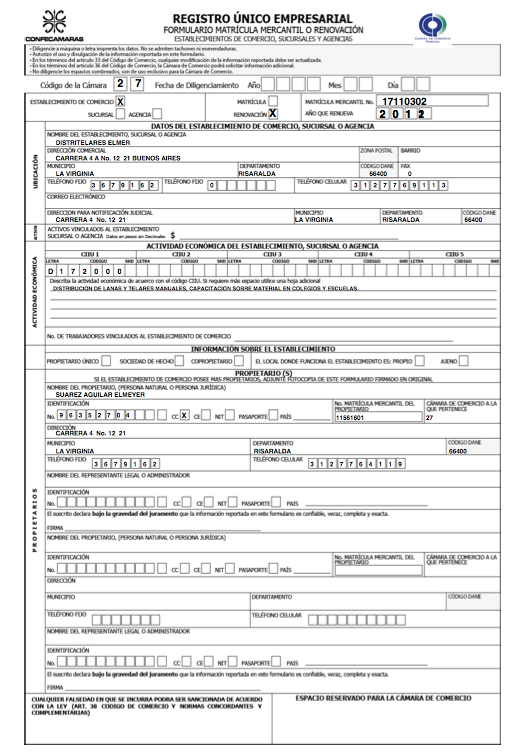 CONFECAMARAS
REGISTRO ÚNICO EMPRESARIAL
FORMULARIO MATRÍCULA MERCANTIL O RENOVACIÓN
ESTABLECIMIENTOS DE COMERCIO, SUCURSALES Y AGENCIAS
Cámara de Comercio
• Diligencie a máquina o letra imprenta los datos. No se admiten tachones ni enmendaduras.
• Autorizo el uso y divulgación de la información reportada en este formulario.
• En los términos del artículo 33 del Código de Comercio, cualquier modificación de la información reportada debe ser actualizada.
• En los términos del artículo 36 del Código de Comercio, la Cámara de Comercio podrá solicitar información adicional.
• No diligencie los espacios sombreados, son de uso exclusivo para la Cámara de Comercio.
Código de la Cámara 2 7 Fecha de Diligenciamiento Año Mes Día
ESTABLECIMIENTO DE COMERCIO X MATRÍCULA MATRÍCULA MERCANTIL No. 17110302
SUCURSAL AGENCIA RENOVACIÓN X AÑO QUE RENUEVA 2 0 1 2
DATOS DEL ESTABLECIMIENTO DE COMERCIO, SUCURSAL O AGENCIA
UBICACIÓN
NOMBRE DEL ESTABLECIMIENTO, SUCURSAL O AGENCIA
DISTRITELARES ELMER
DIRECCIÓN COMERCIAL ZONA POSTAL BARRIO
CARRERA 4 A No. 12 21 BUENOS AIRES
MUNICIPIO DEPARTAMENTO CÓDIGO DANE FAX
LA VIRGINIA RISARALDA 66400 0
TELÉFONO FIJO 3 6 7 9 1 6 2 TELÉFONO FIJO 0 TELÉFONO CELULAR 3 1 2 7 7 6 9 1 1 3
CORREO ELECTRÓNICO
DIRECCION PARA NOTIFICACIÓN JUDICIAL MUNICIPIO DEPARTAMENTO CÓDIGO DANE
CARRERA 4 No. 12 21 LA VIRGINIA RISARALDA 66400
ACTIVOS VINCULADOS AL ESTABLECIMIENTO
SUCURSAL O AGENCIA Datos en pesos sin Decimales $
ACTIVIDAD ECONÓMICA
ACTIVIDAD ECONÓMICA DEL ESTABLECIMIENTO, SUCURSAL O AGENCIA
CIIU 1 CIIU 2 CIIU 3 CIIU 4 CIIU 5
LETRA CODIGO SHD LETRA CODIGO SHD LETRA CODIGO SHD LETRA CODIGO SHD LETRA CODIGO SHD
D 1 7 2 0 0 0
Describa la actividad económica de acuerdo con el código CIIU. Si requiere más espacio utilice una hoja adicional
DISTRIBUCION DE LANAS Y TELARES MANUALES, CAPACITACION SOBRE MATERIAL EN COLEGIOS Y ESCUELAS.
No. DE TRABAJADORES VINCULADOS AL ESTABLECIMIENTO DE COMERCIO
INFORMACIÓN SOBRE EL ESTABLECIMIENTO
PROPIETARIO ÚNICO SOCIEDAD DE HECHO COPROPIETARIO EL LOCAL DONDE FUNCIONA EL ESTABLECIMIENTO ES: PROPIO AJENO
PROPIETARIOS
PROPIETARIO (S)
SI EL ESTABLECIMIENTO DE COMERCIO POSEE MAS PROPIETARIOS, ADJUNTE FOTOCOPIA DE ESTE FORMULARIO FIRMADO EN ORIGINAL
NOMBRE DEL PROPIETARIO, (PERSONA NATURAL O PERSONA JURÍDICA)
SUAREZ AGUILAR ELMEYER
IDENTIFICACIÓN No. MATRÍCULA MERCANTIL DEL PROPIETARIO CÁMARA DE COMERCIO A LA QUE PERTENECE
No. 9 6 3 5 2 7 0 4 CC X CE NIT PASAPORTE PAÍS 11561601 27
DIRECCIÓN
CARRERA 4 No. 12 21
MUNICIPIO DEPARTAMENTO CÓDIGO DANE
LA VIRGINIA RISARALDA 66400
TELÉFONO FIJO 3 6 7 9 1 6 2 TELÉFONO CELULAR 3 1 2 7 7 6 4 1 1 9
NOMBRE DEL REPRESENTANTE LEGAL O ADMINISTRADOR
IDENTIFICACIÓN
No. CC CE NIT PASAPORTE PAIS
El suscrito declara bajo la gravedad del juramento que la información reportada en este formulario es confiable, veraz, completa y exacta.
FIRMA
NOMBRE DEL PROPIETARIO, (PERSONA NATURAL O PERSONA JURÍDICA)
IDENTIFICACIÓN No. MATRÍCULA MERCANTIL DEL PROPIETARIO CÁMARA DE COMERCIO A LA QUE PERTENECE
No. CC CE NIT PASAPORTE PAÍS
DIRECCIÓN
MUNICIPIO DEPARTAMENTO CÓDIGO DANE
TELÉFONO FIJO TELÉFONO CELULAR
NOMBRE DEL REPRESENTANTE LEGAL O ADMINISTRADOR
IDENTIFICACIÓN
No. CC CE NIT PASAPORTE PAIS
El suscrito declara bajo la gravedad del juramento que la información reportada en este formulario es confiable, veraz, completa y exacta.
FIRMA
CUALQUIER FALSEDAD EN QUE SE INCURRA PODRA SER SANCIONADA DE ACUERDO
CON LA LEY (ART. 38 CODIGO DE COMERCIO Y NORMAS CONCORDANTES Y
COMPLEMENTARIAS)
ESPACIO RESERVADO PARA LA CÁMARA DE COMERCIO